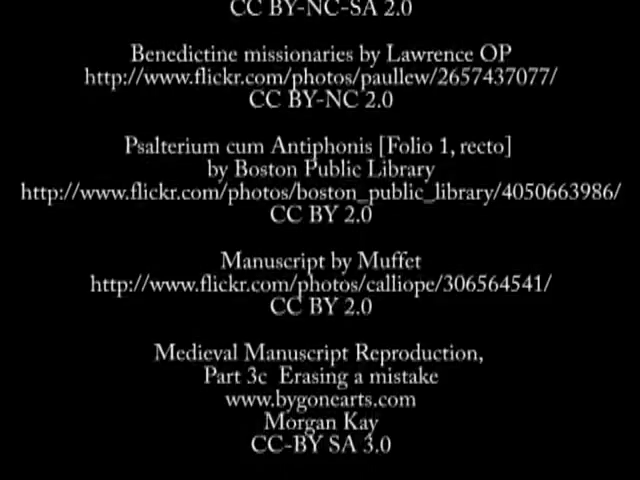 CC BY-NC-SA 2.0
Benedictine missionaries by Lawrence OP
http://www.flickr.com/photos/paullew/2657437077/
CC BY-NC 2.0
Psalterium cum Antiphonis [Folio 1, recto]
by Boston Public Library
http://www.flickr.com/photos/boston_public_library/4050663986/
CC BY 2.0
Manuscript by Muffet
http://www.flickr.com/photos/calliope/306564541/
CC BY 2.0
Medieval Manuscript Reproduction,
Part 3c Erasing a mistake
www.bygonearts.com
Morgan Kay
CC-BY SA 3.0